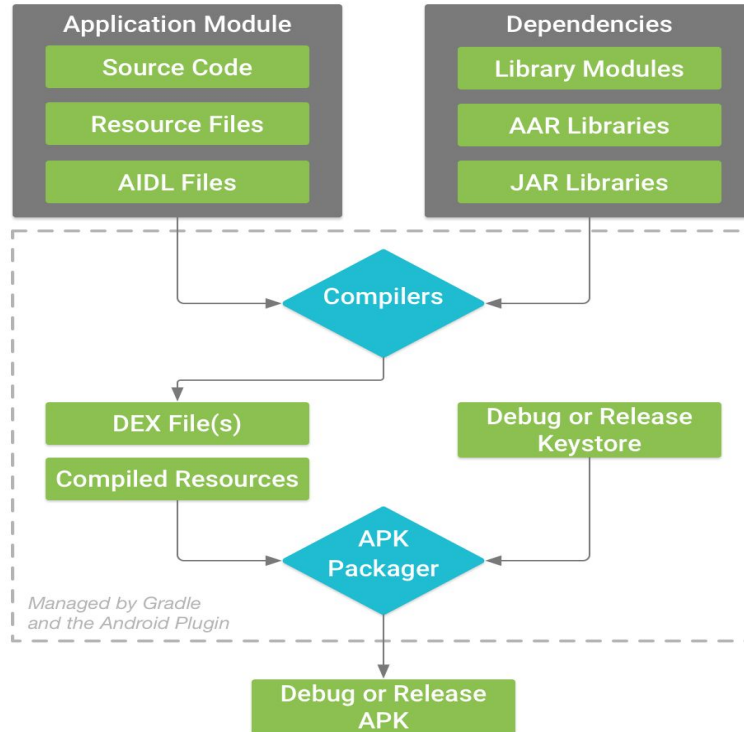 Application Module
Source Code
Resource Files
AIDL Files
Dependencies
Library Modules
AAR Libraries
JAR Libraries
Compilers
DEX File(s)
Compiled Resources
Debug or Release
Keystore
APK
Packager
Managed by Gradle
and the Android Plugin
Debug or Release
APK